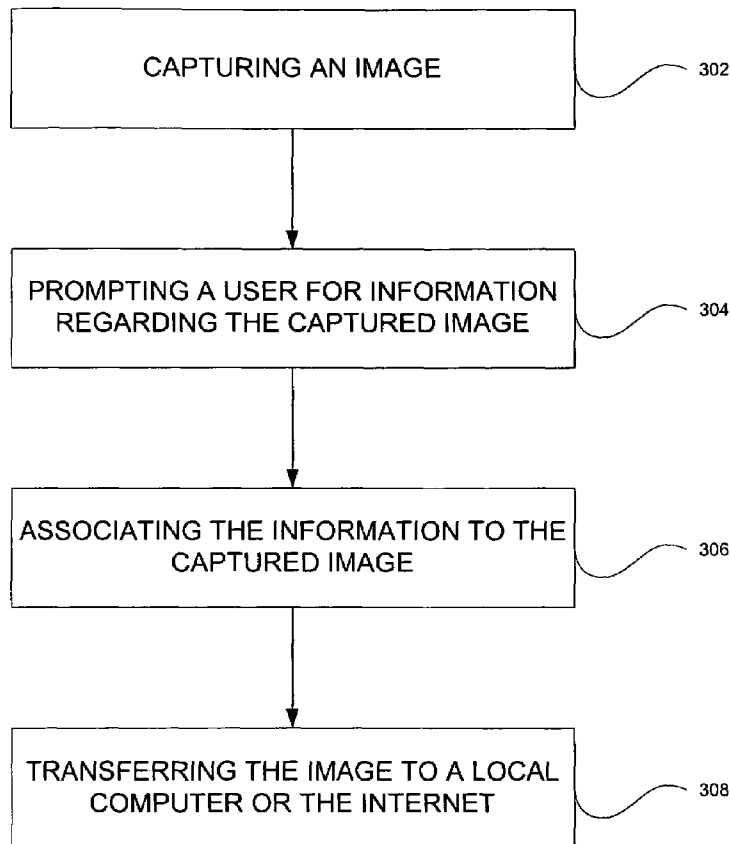 CAPTURING AN IMAGE
302
PROMPTING A USER FOR INFORMATION
REGARDING THE CAPTURED IMAGE
304
ASSOCIATING THE INFORMATION TO THE
CAPTURED IMAGE
306
TRANSFERRING THE IMAGE TO A LOCAL
COMPUTER OR THE INTERNET
308